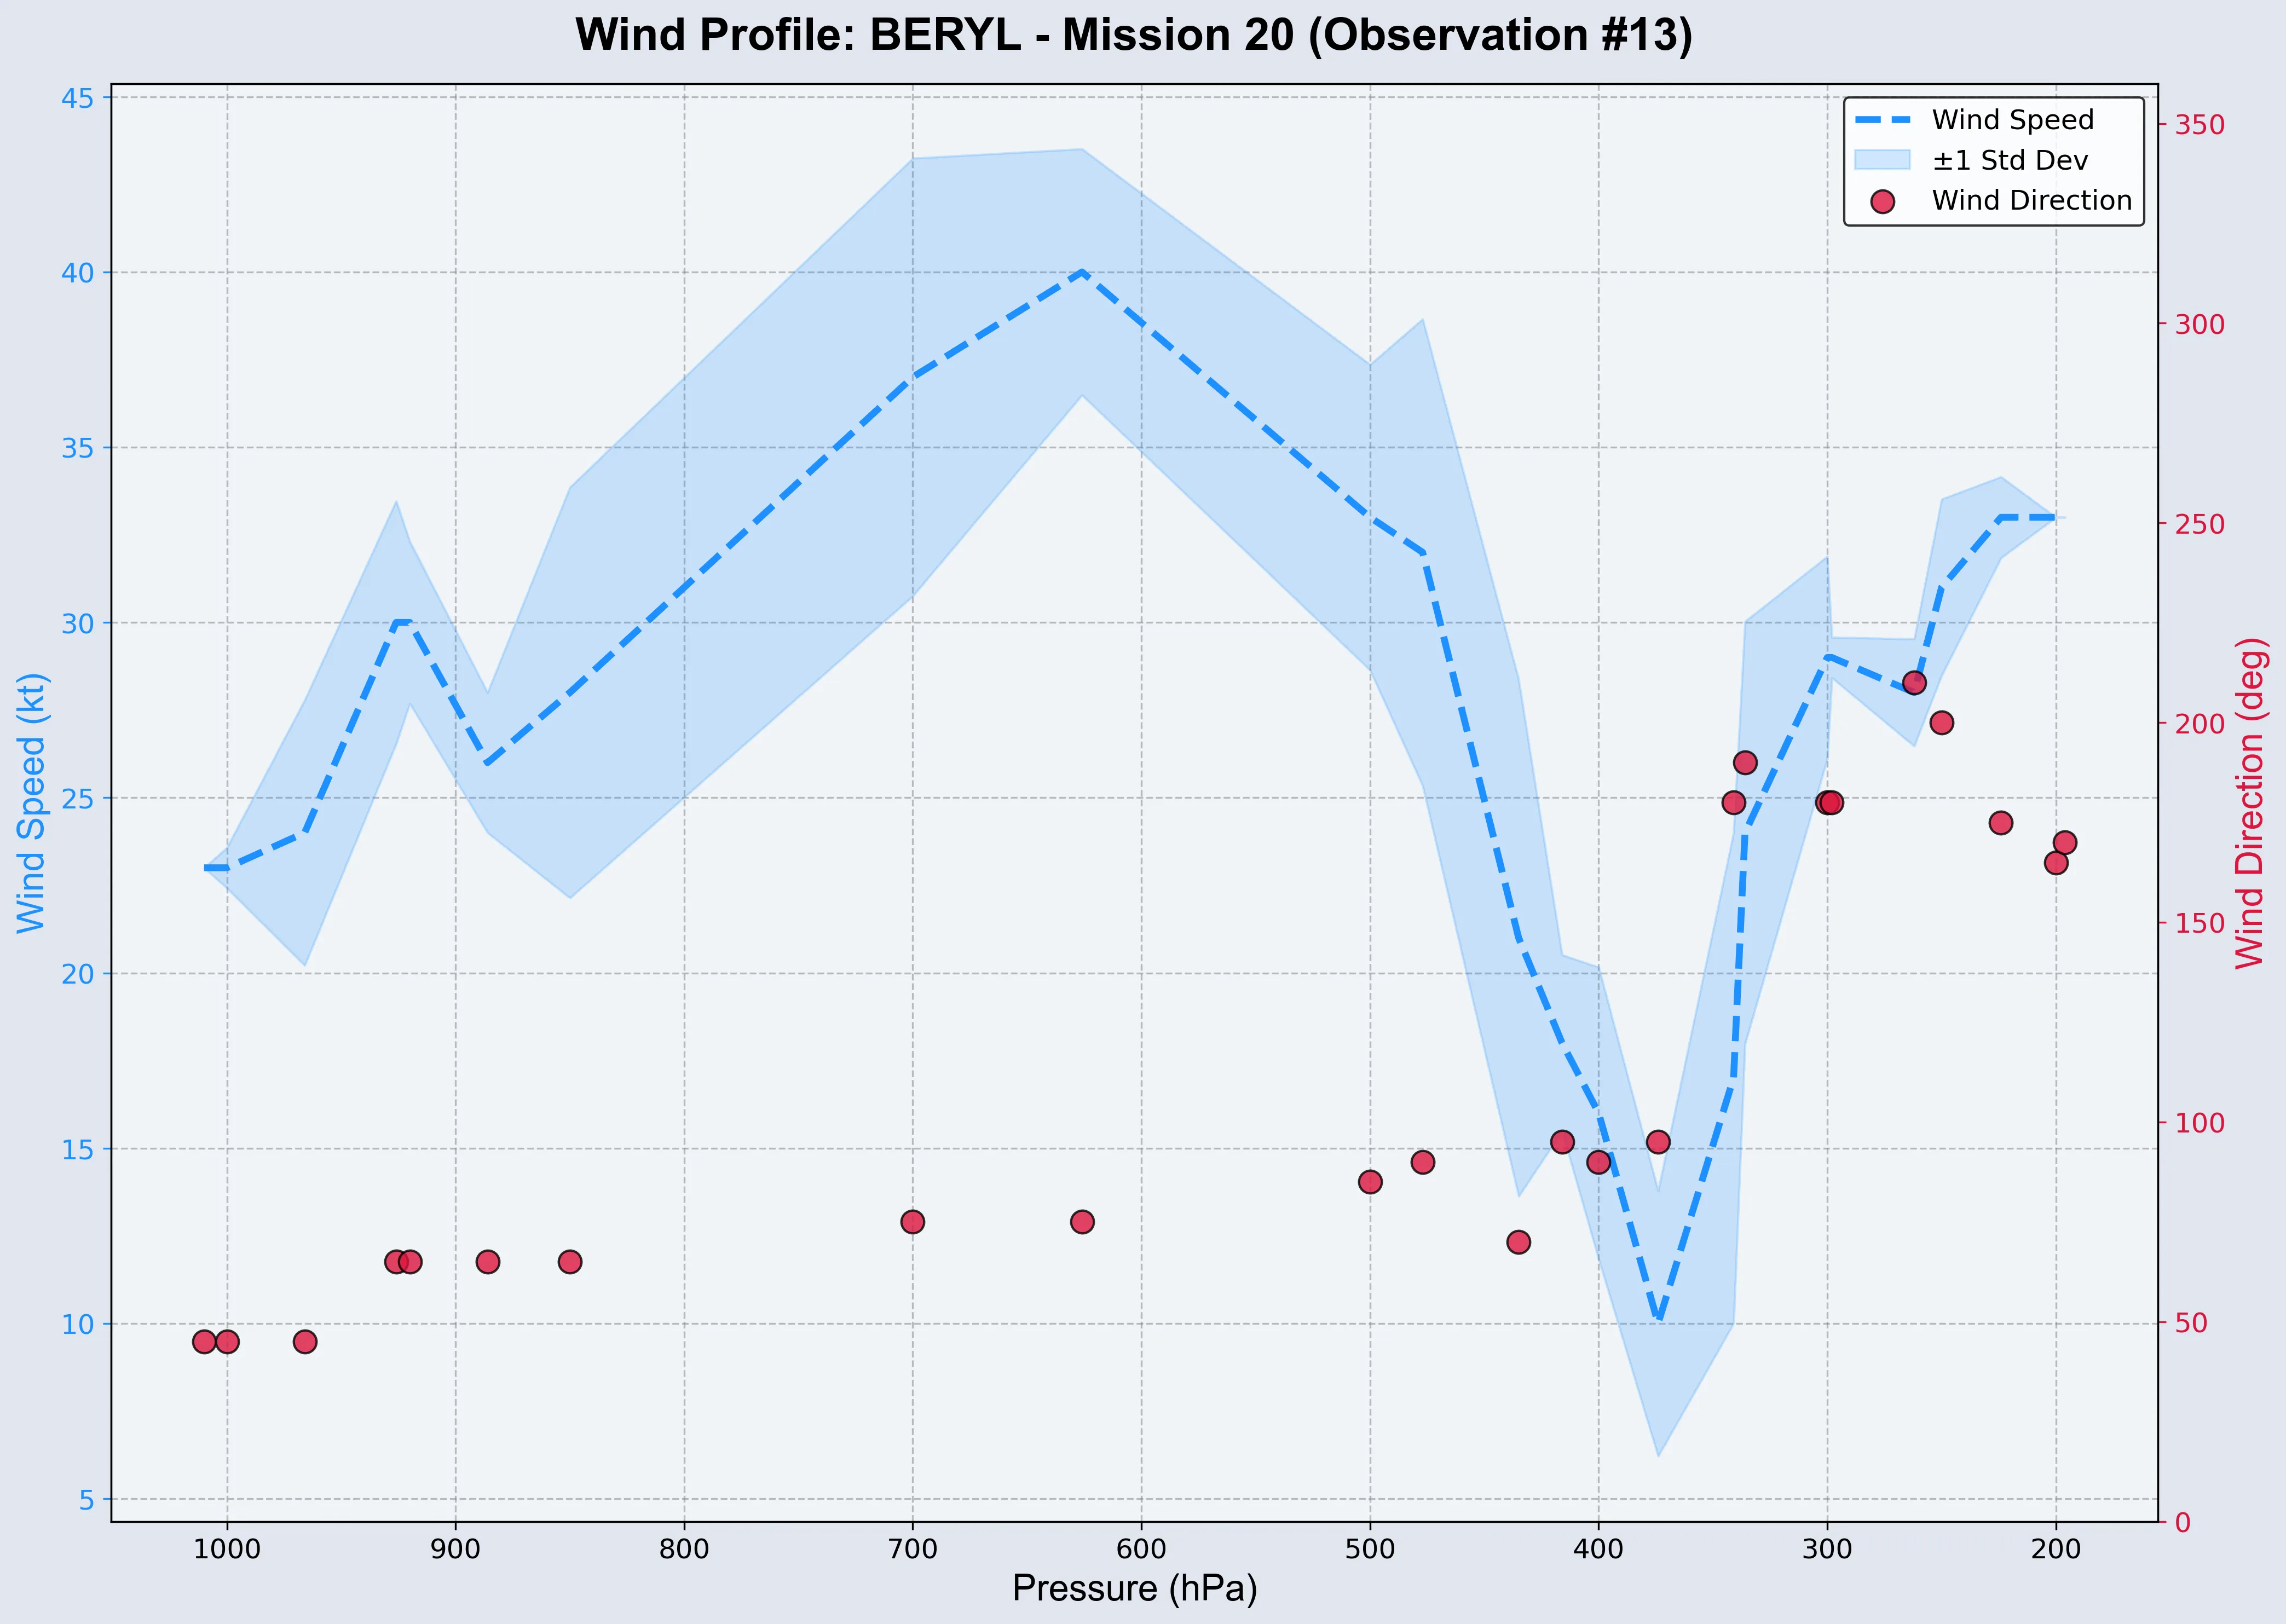 Wind Profile: BERYL - Mission 20 (Observation #13)
Wind Speed
±1 Std Dev
Wind Direction
45
40
35
30
25
20
15
10
5
Wind Speed (kt)
350
300
250
200
150
100
50
0
Wind Direction (deg)
1000 900 800 700 600 500 400 300 200
Pressure (hPa)